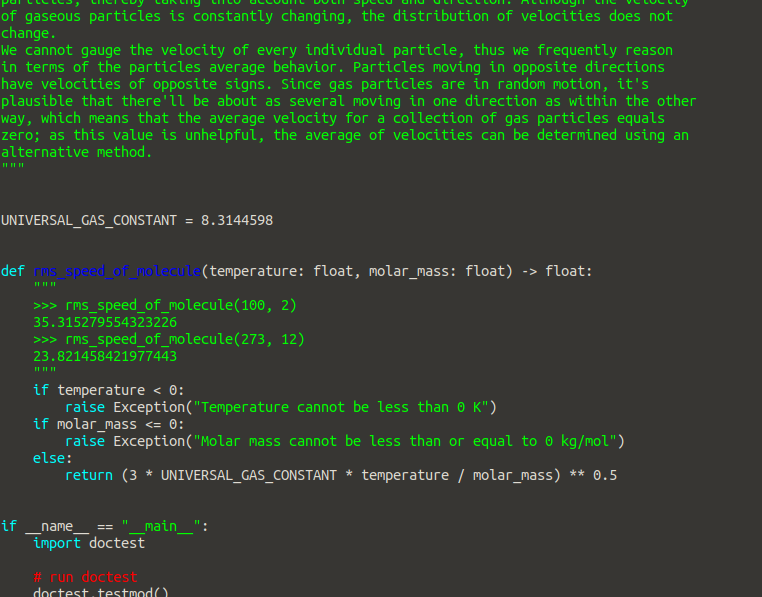 particles, thereby taking into account both speed and direction. Although the velocity
of gaseous particles is constantly changing, the distribution of velocities does not
change.
We cannot gauge the velocity of every individual particle, thus we frequently reason
in terms of the particles average behavior. Particles moving in opposite directions
have velocities of opposite signs. Since gas particles are in random motion, it's
plausible that there'll be about as several moving in one direction as within the other
way, which means that the average velocity for a collection of gas particles equals
zero; as this value is unhelpful, the average of velocities can be determined using an
alternative method.
"""
UNIVERSAL_GAS_CONSTANT = 8.3144598
def rms_speed_of_molecule(temperature: float, molar_mass: float) -> float:
    """
    >>> rms_speed_of_molecule(100, 2)
    35.315279554323226
    >>> rms_speed_of_molecule(273, 12)
    23.821458421977443
    """
    if temperature < 0:
        raise Exception("Temperature cannot be less than 0 K")
    if molar_mass <= 0:
        raise Exception("Molar mass cannot be less than or equal to 0 kg/mol")
    else:
        return (3 * UNIVERSAL_GAS_CONSTANT * temperature / molar_mass) ** 0.5
if __name__ == "__main__":
    import doctest
    # run doctest
    doctest.testmod()